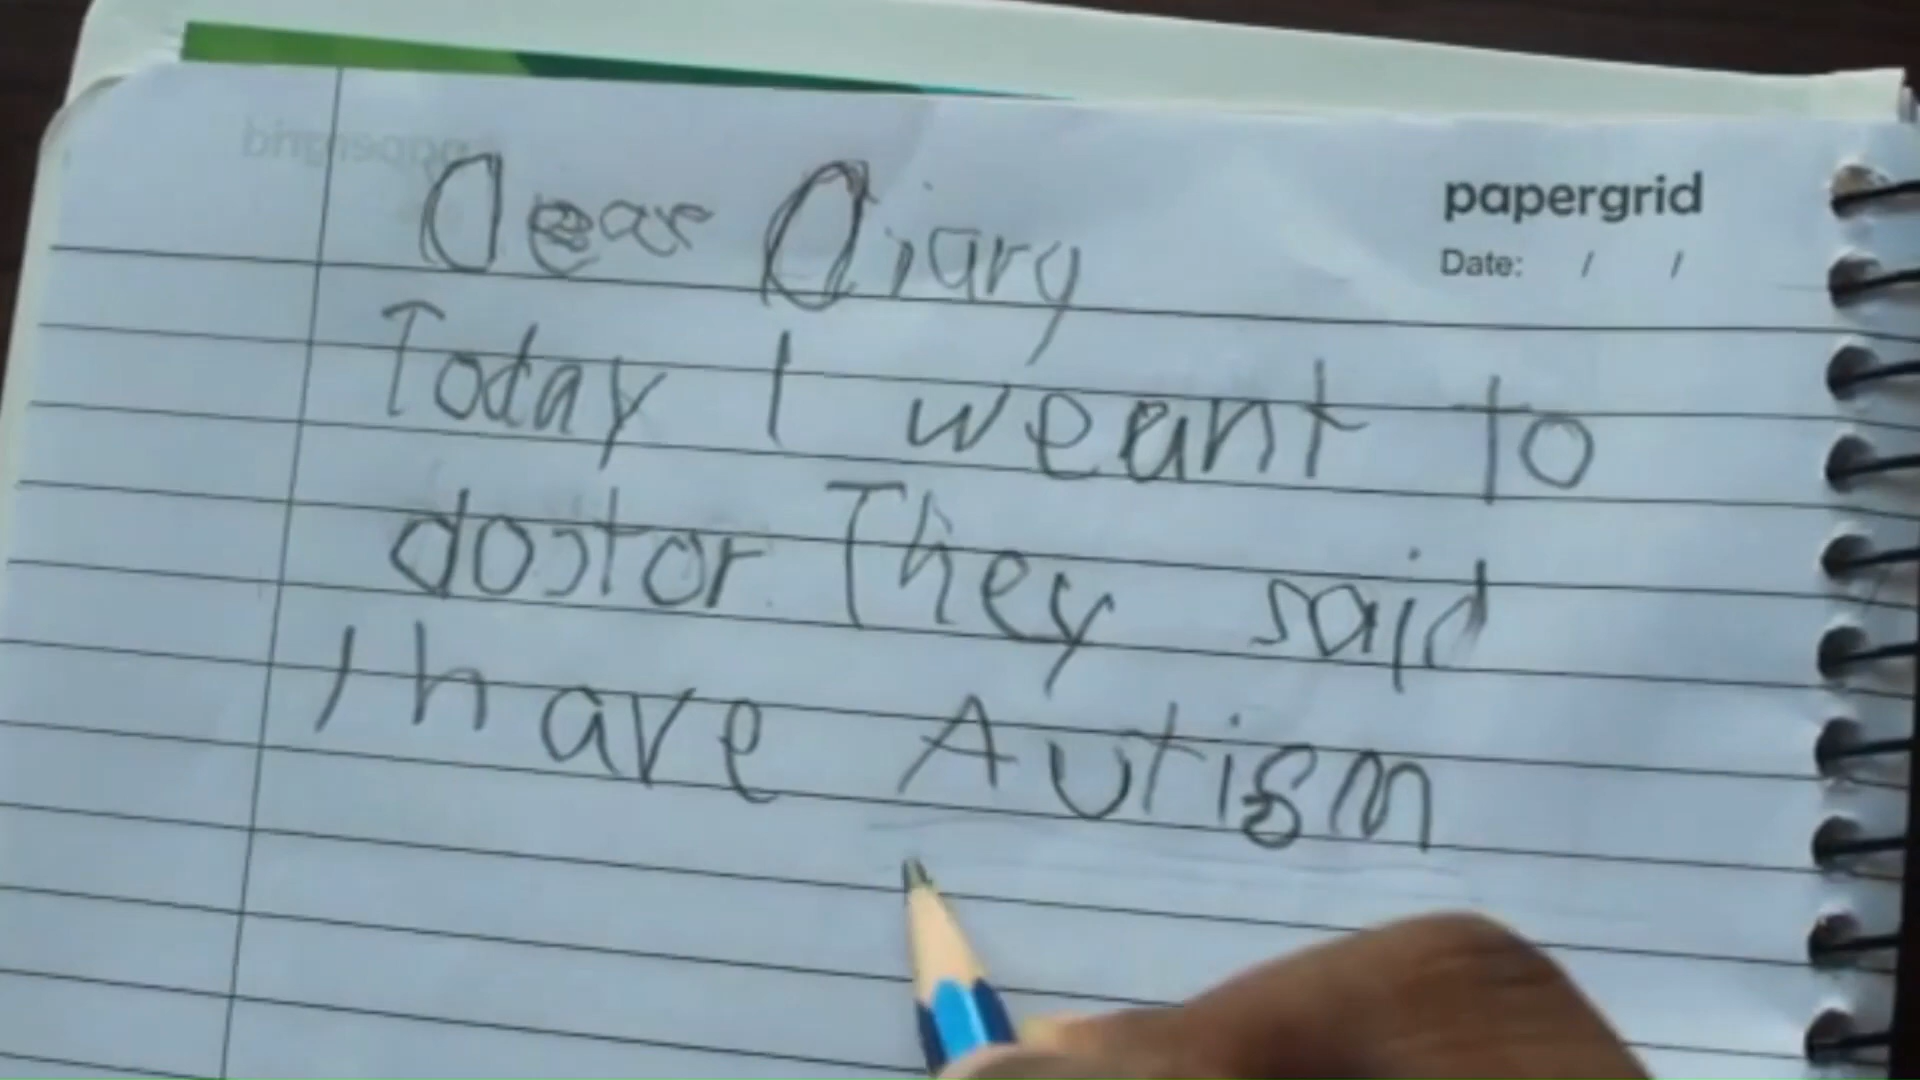 Dear Diary
papergrid
Date: / /
Today I weant to
dostor They said
I have Autism